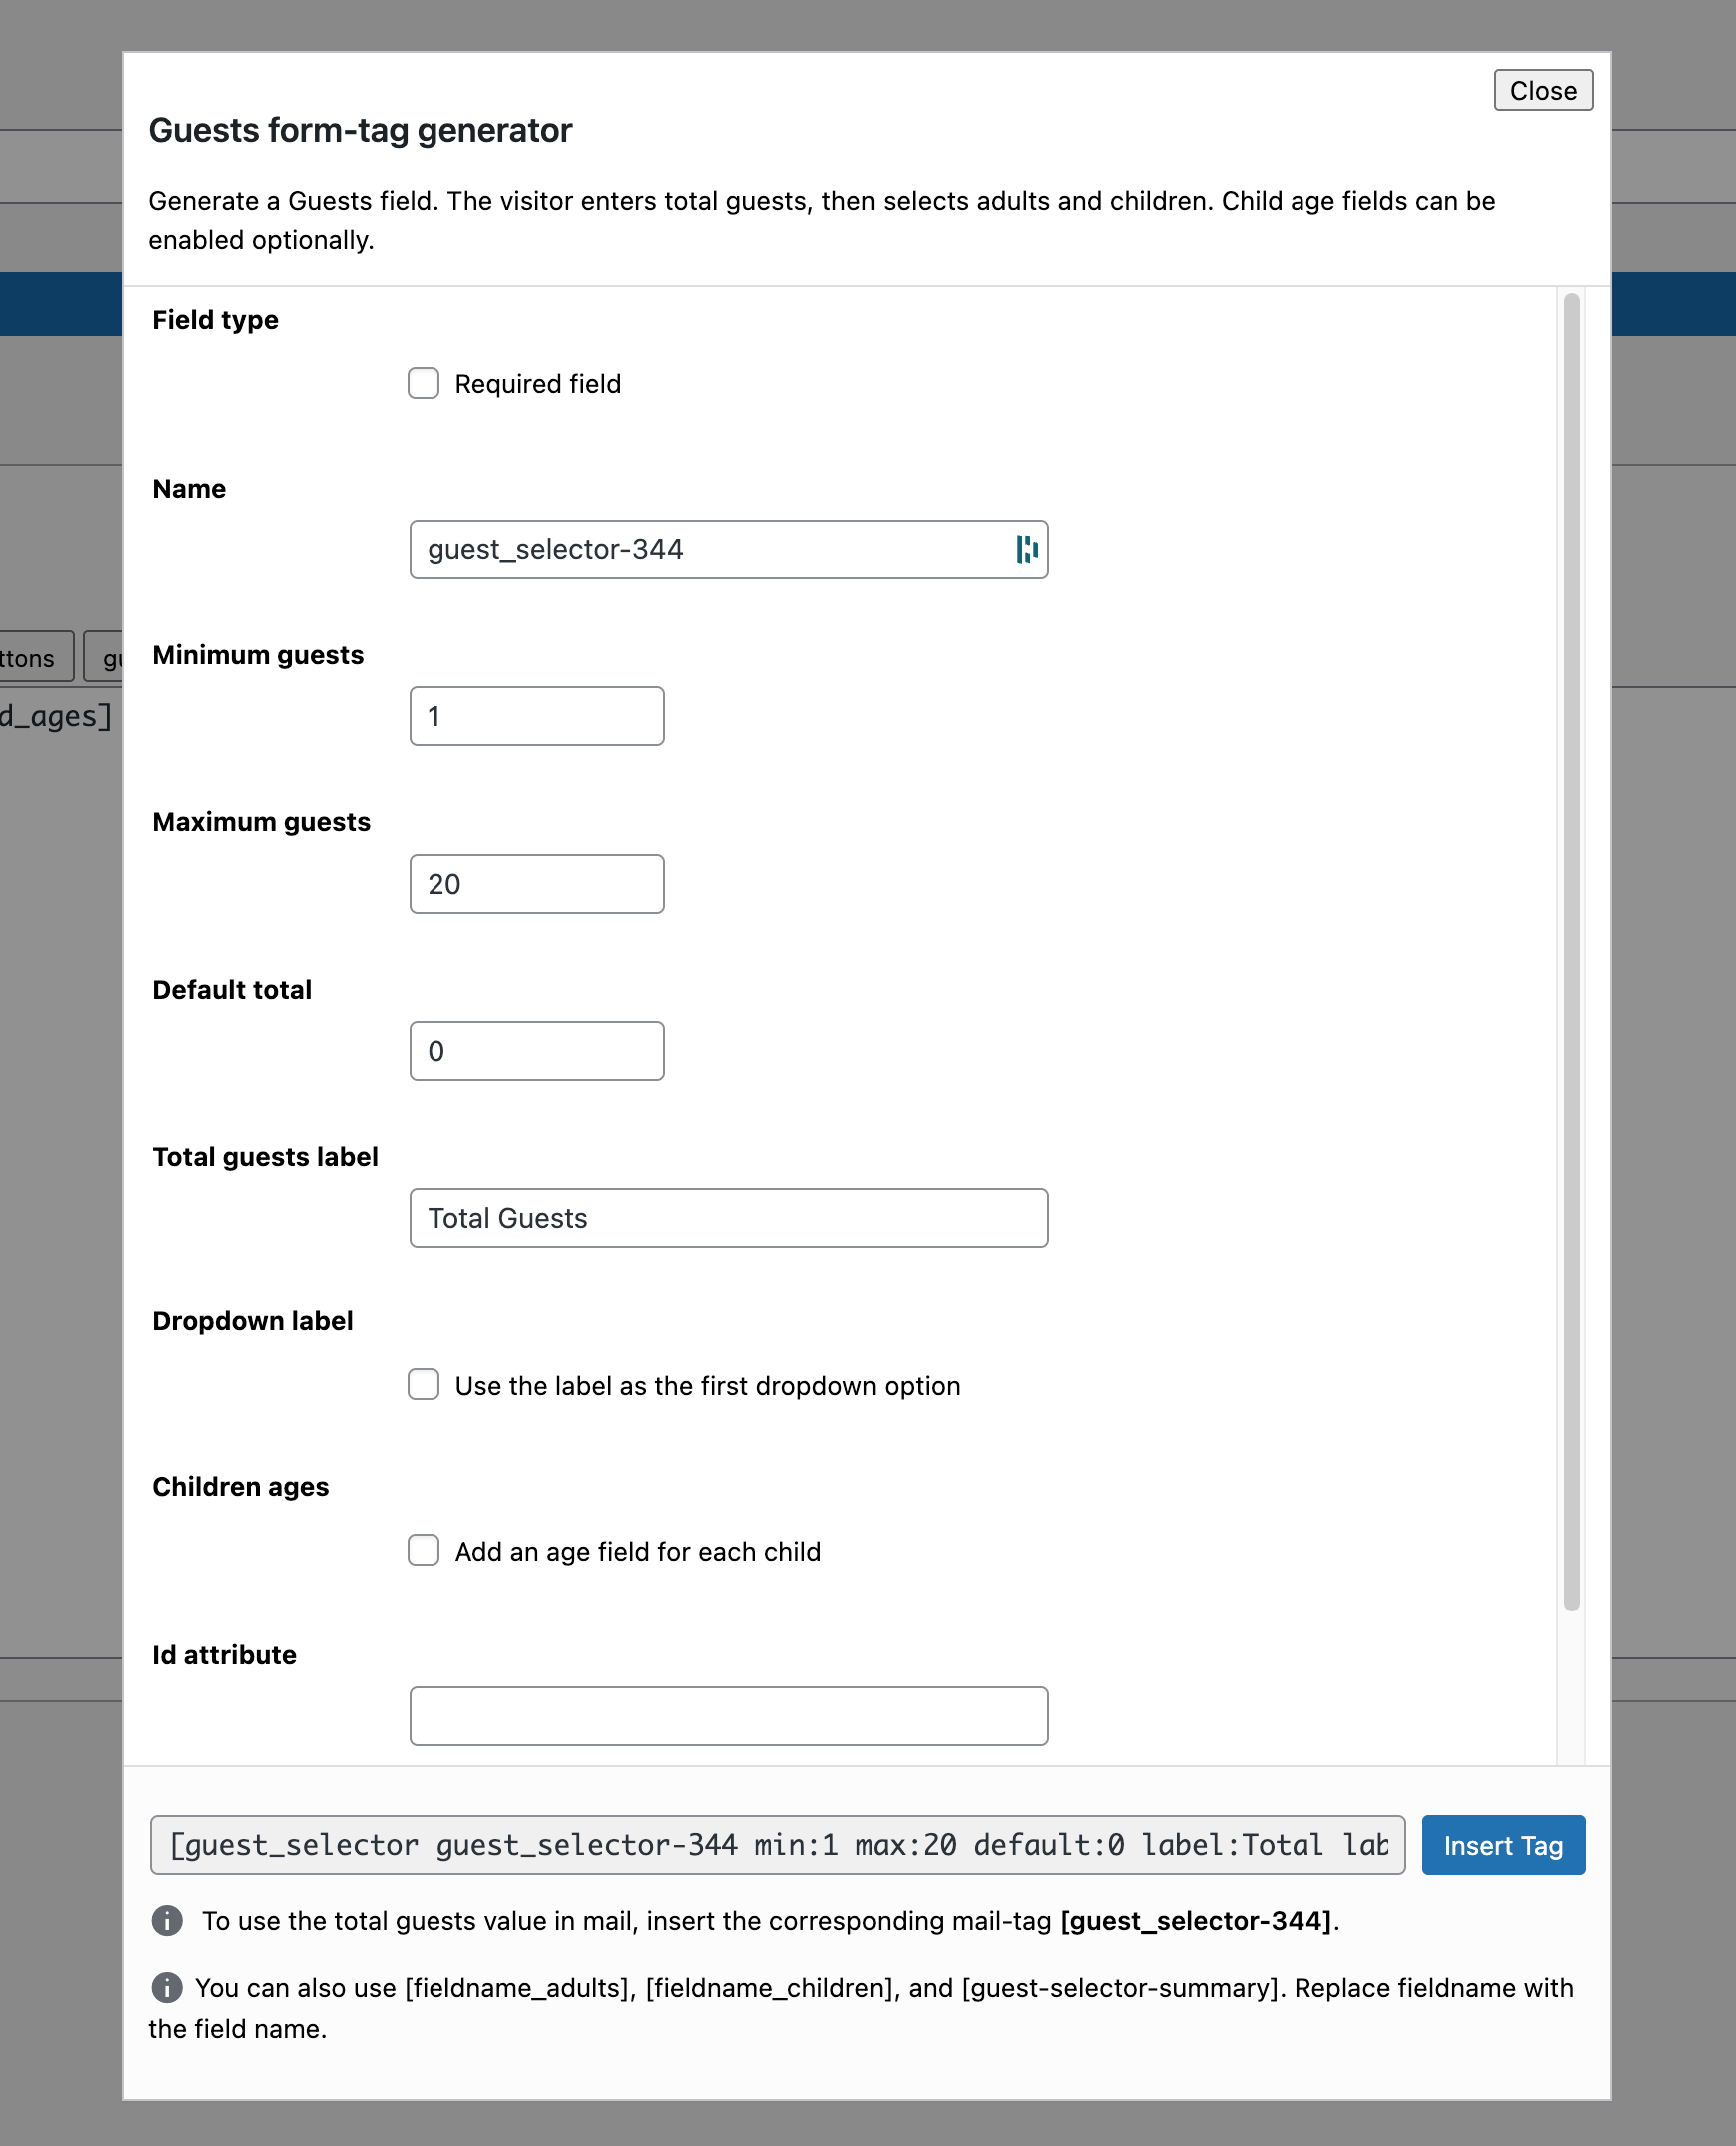 Close
Guests form-tag generator
Generate a Guests field. The visitor enters total guests, then selects adults and children. Child age fields can be
enabled optionally.
Field type
Required field
Name
guest_selector-344
Minimum guests
1
ttons
d_ages]
Maximum guests
20
Default total
0
Total guests label
Total Guests
Dropdown label
Use the label as the first dropdown option
Children ages
Add an age field for each child
Id attribute
[guest_selector guest_selector-344 min:1 max:20 default:0 label:Total lab
Insert Tag
To use the total guests value in mail, insert the corresponding mail-tag [guest_selector-344].
You can also use [fieldname_adults], [fieldname_children], and [guest-selector-summary]. Replace fieldname with
the field name.